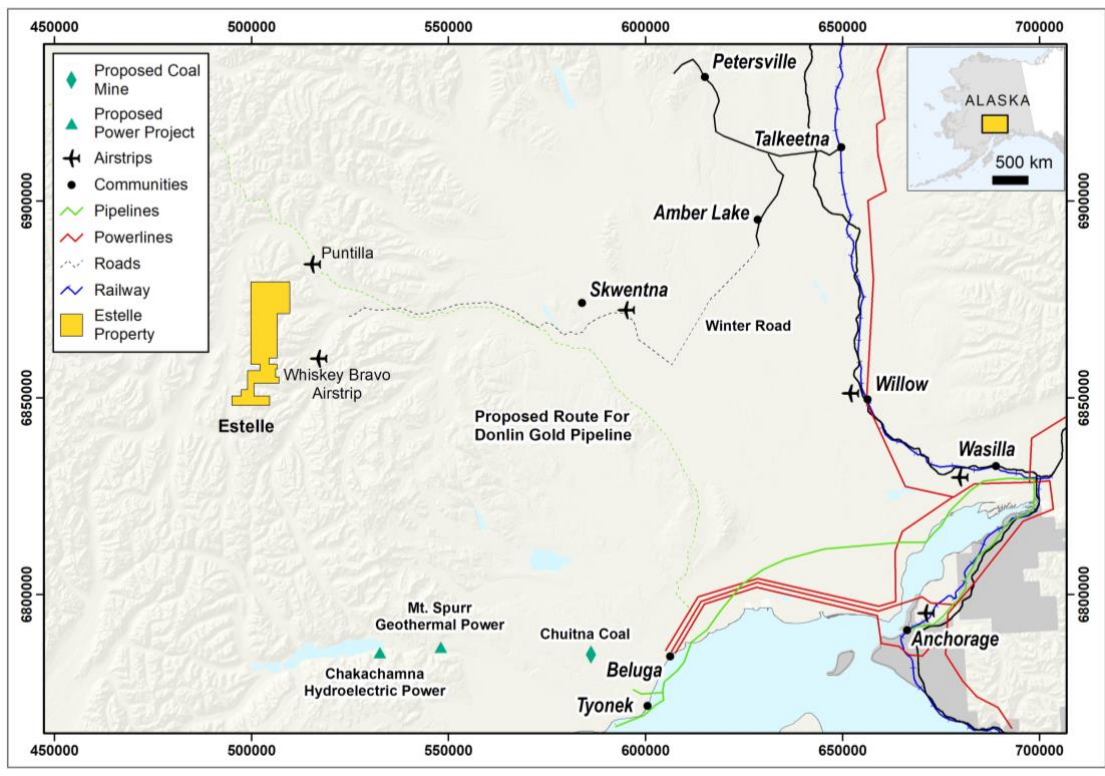 450000
500000
550000
600000
650000
700000
Proposed Coal
Mine
Proposed
Power Project
Airstrips
Communities
Pipelines
Powerlines
Roads
Railway
Estelle
Property
ALASKA
500 km
Petersville
Talkeetna
6900000
6900000
Amber Lake
Puntilla
Skwentna
Winter Road
Whiskey Bravo
Airstrip
Willow
6850000
6850000
Estelle
Proposed Route For
Donlin Gold Pipeline
Wasilla
6800000
6800000
Mt. Spurr
Geothermal Power
Chuitna Coal
Anchorage
Beluga
Chakachamna
Hydroelectric Power
Tyonek
450000
500000
550000
600000
650000
700000